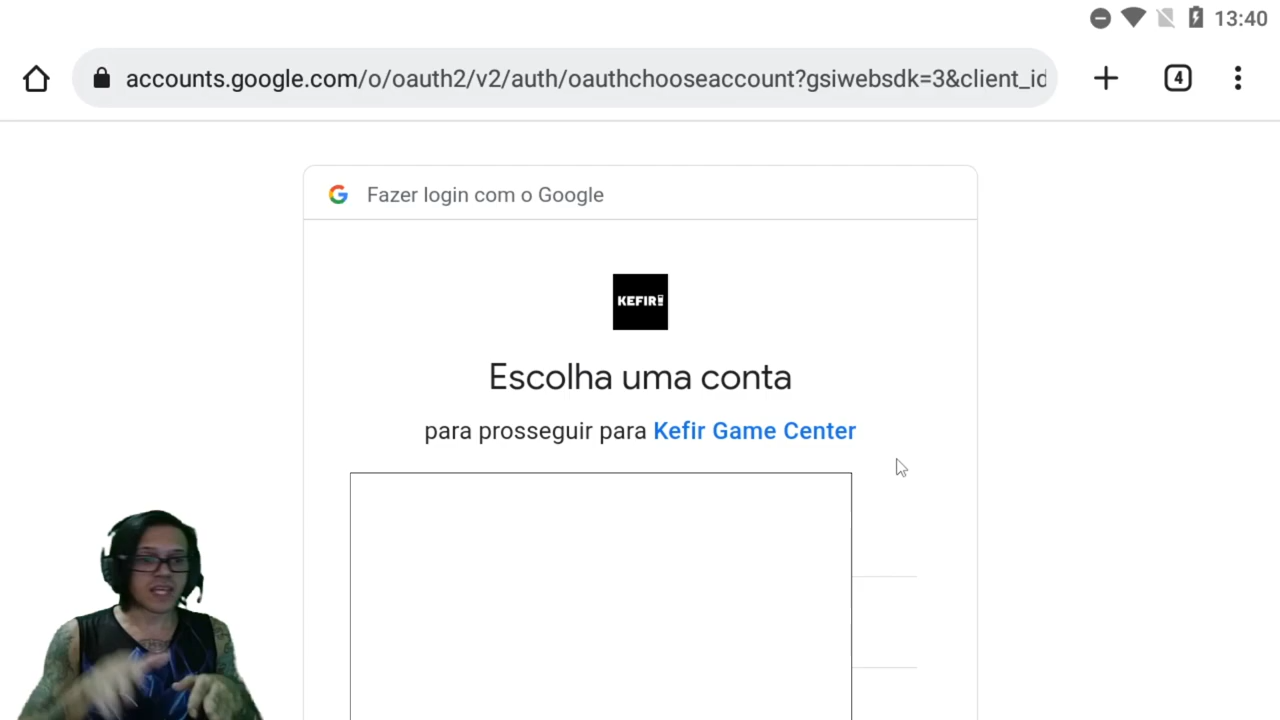 13:40
accounts.google.com/o/oauth2/v2/auth/oauthchooseaccount?gsiwebsdk=3&client_id
4
Fazer login com o Google
KEFIR!
Escolha uma conta
para prosseguir para Kefir Game Center